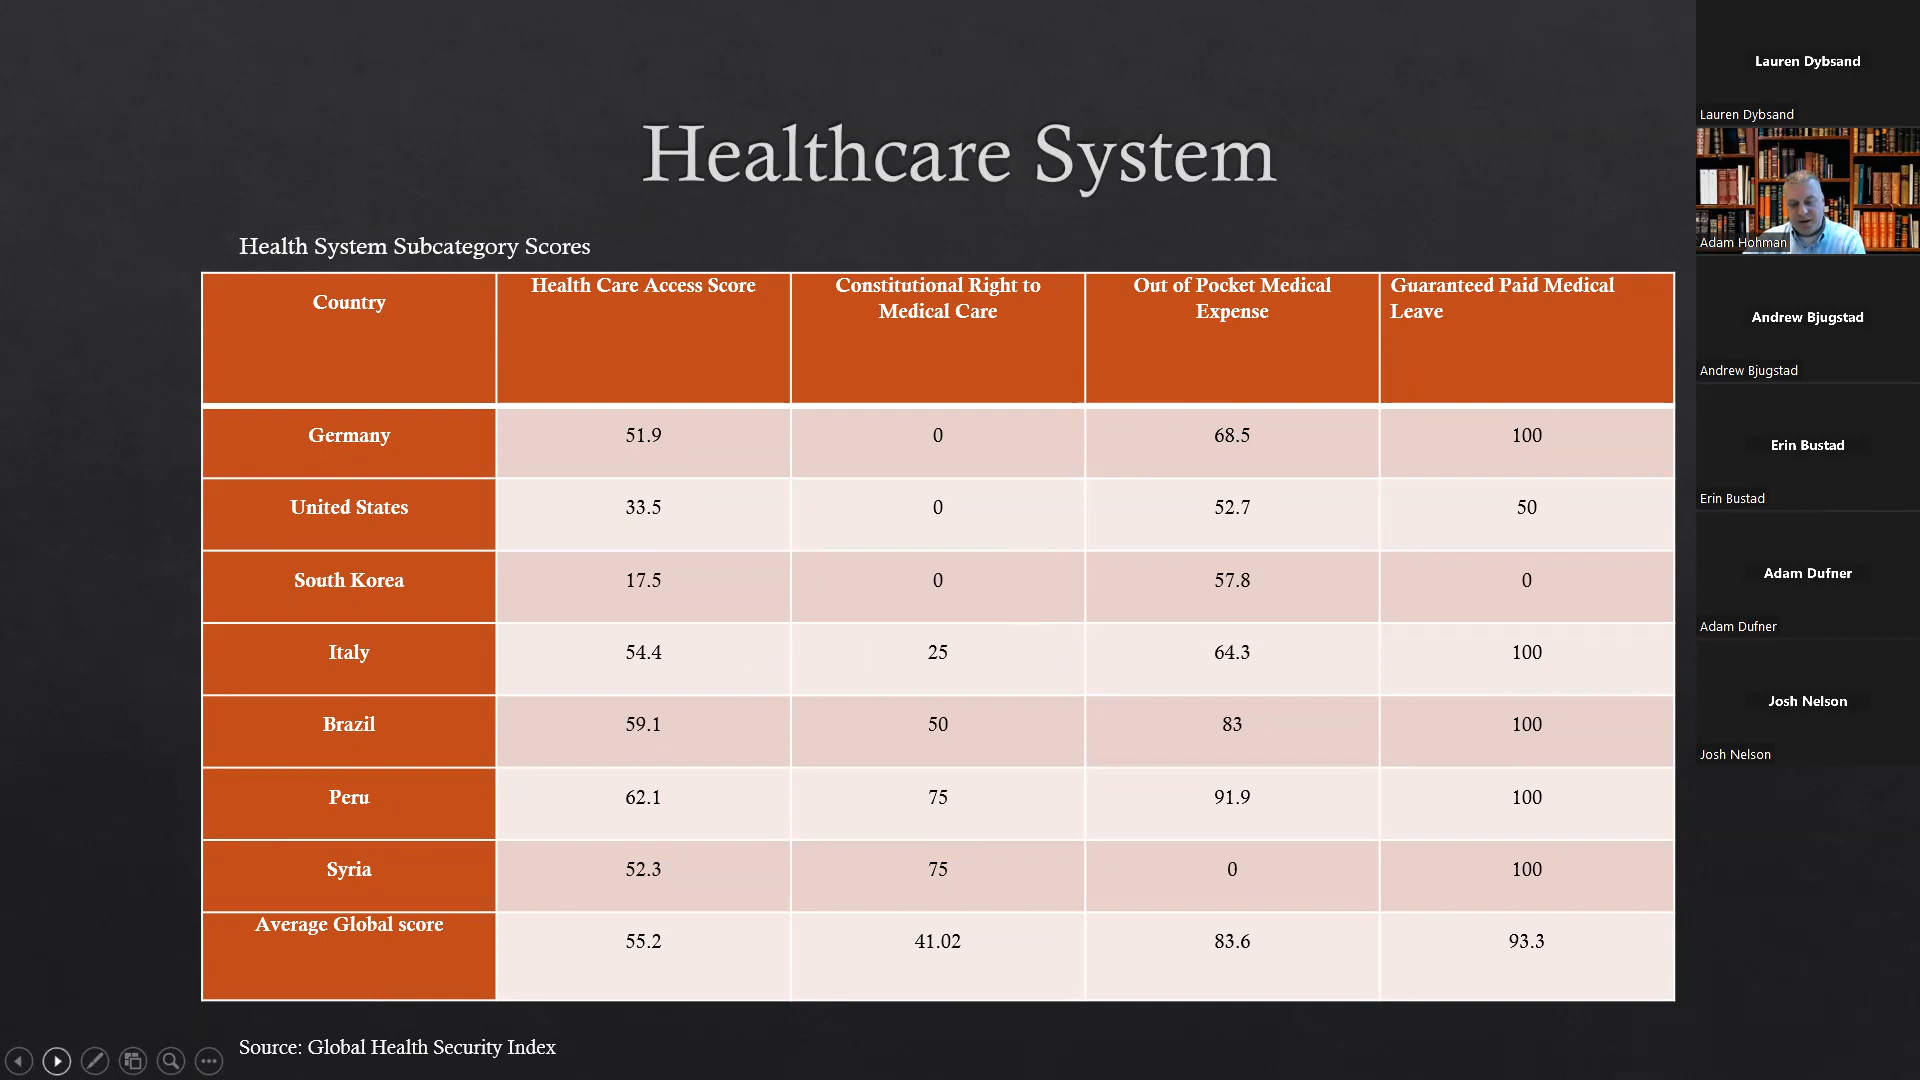 Healthcare System
Health System Subcategory Scores
Country
Health Care Access Score
Constitutional Right to
Medical Care
Out of Pocket Medical
Expense
Guaranteed Paid Medical
Leave
Germany 51.9 0 68.5 100
United States 33.5 0 52.7 50
South Korea 17.5 0 57.8 0
Italy 54.4 25 64.3 100
Brazil 59.1 50 83 100
Peru 62.1 75 91.9 100
Syria 52.3 75 0 100
Average Global score 55.2 41.02 83.6 93.3
Source: Global Health Security Index
Lauren Dybsand
Lauren Dybsand
Adam Hohman
Andrew Bjugstad
Andrew Bjugstad
Erin Bustad
Erin Bustad
Adam Dufner
Adam Dufner
Josh Nelson
Josh Nelson